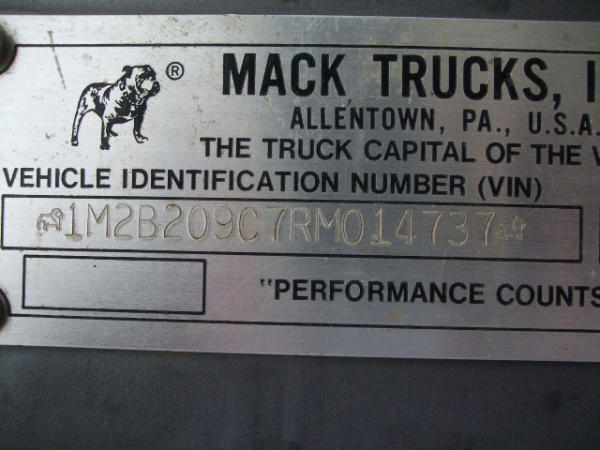 ® MACK TRUCKS, I
ALLENTOWN, PA., U.S.A.
THE TRUCK CAPITAL OF THE W
VEHICLE IDENTIFICATION NUMBER (VIN)
1M2B209C7RM014737
"PERFORMANCE COUNTS